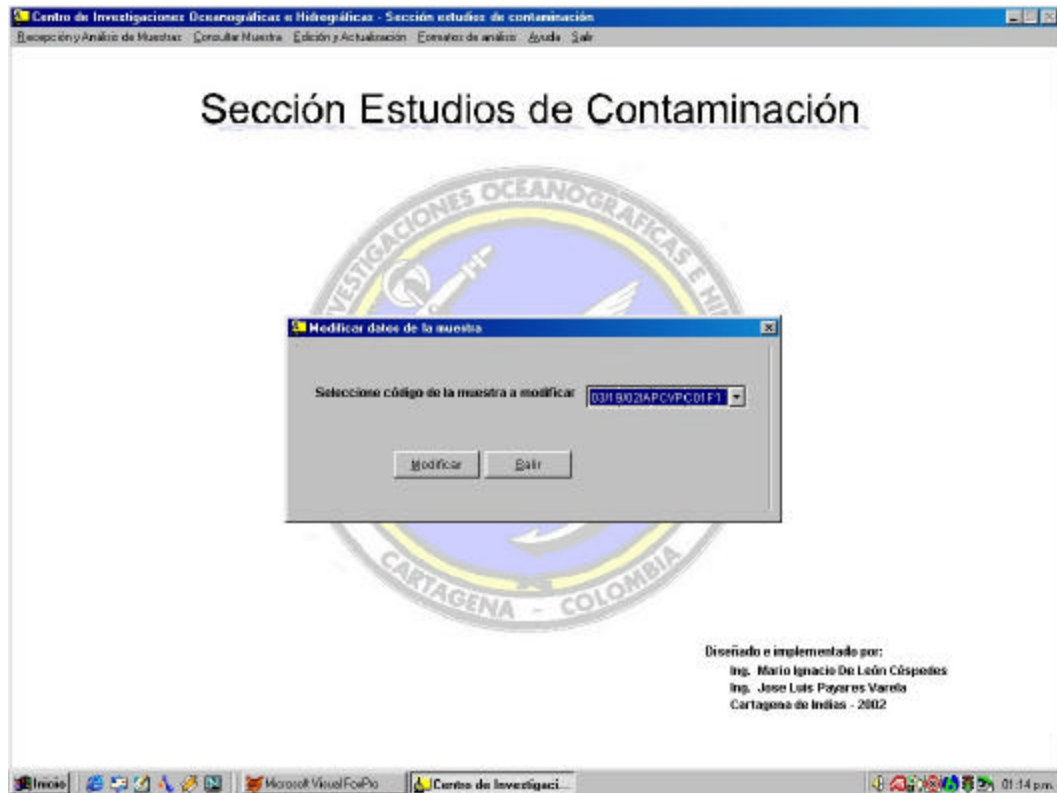 Centro de Investigaciones Oceanográficas e Hidrográficas - Sección estudios de contaminación
Recepción y Análisis de Muestras Consultar Muestra Edición y Actualización Formatos de análisis Ayuda Salir
Sección Estudios de Contaminación
INVESTIGACIONES OCEANOGRAFICAS E HI
Modificar datos de la muestra
Seleccione código de la muestra a modificar
Modificar Salir
CARTAGENA - COLOMBIA
Diseñado e implementado por:
Ing. Mario Ignacio De León Céspedes
Ing. Jose Luis Payares Varela
Cartagena de Indias - 2002
Inicio Microsoft Visual FoxPro Centro de Investigaci... 01:14 p.m.